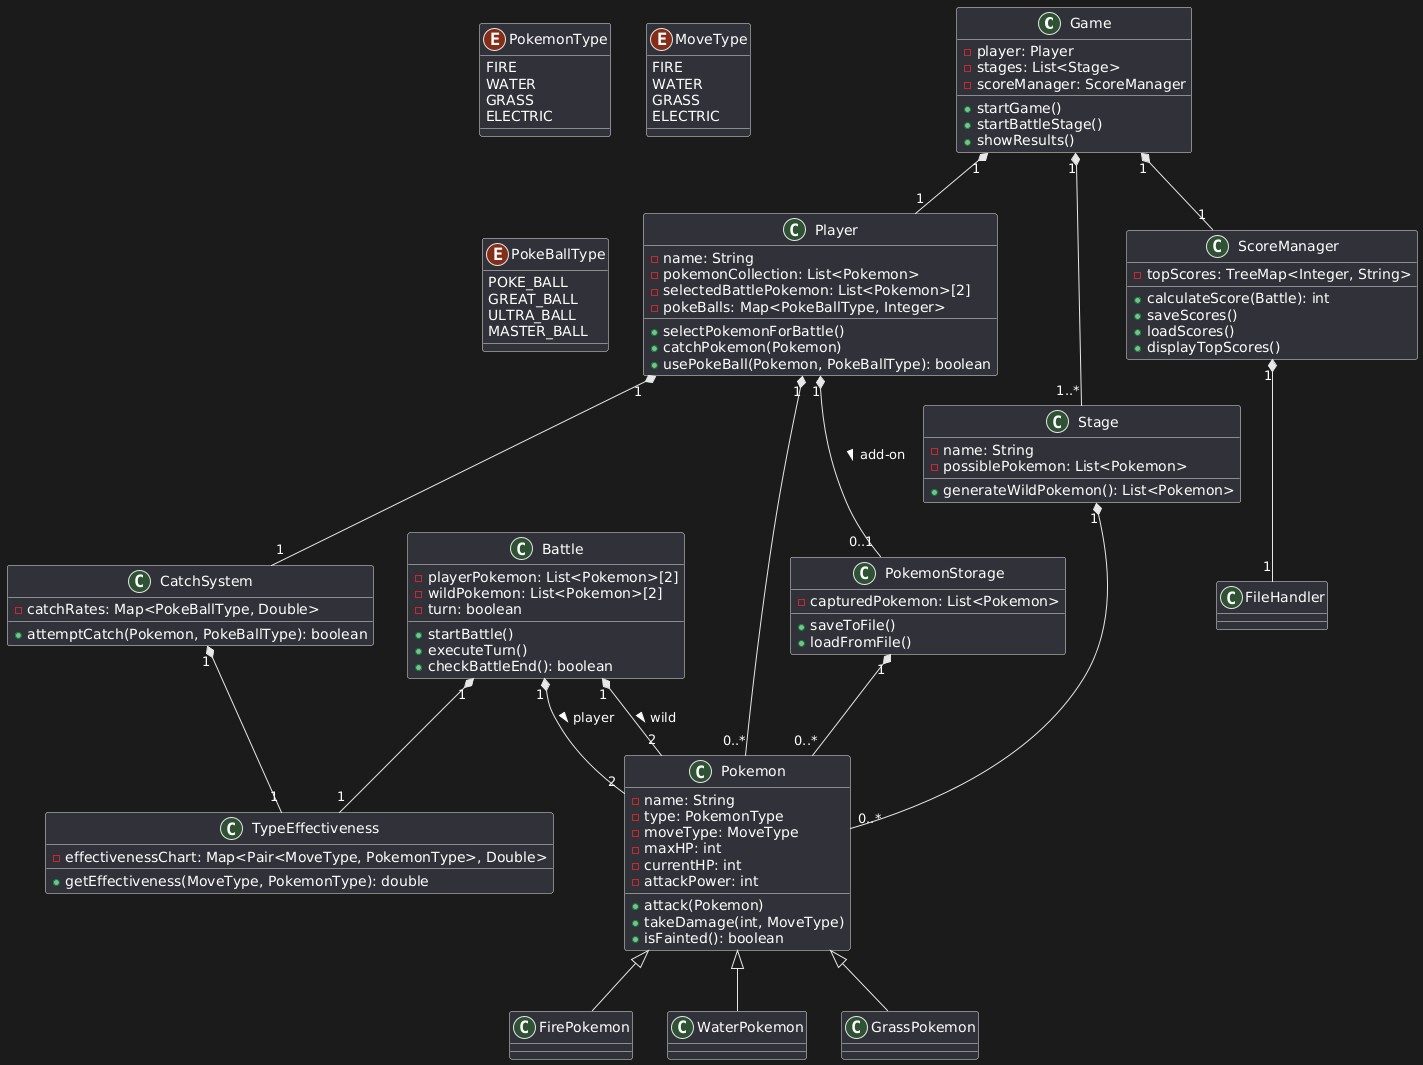 E PokemonType
FIRE
WATER
GRASS
ELECTRIC
E MoveType
FIRE
WATER
GRASS
ELECTRIC
C Game
player: Player
stages: List<Stage>
scoreManager: ScoreManager
startGame()
startBattleStage()
showResults()
1
1
1
1
1
E PokeBallType
POKE_BALL
GREAT_BALL
ULTRA_BALL
MASTER_BALL
C Player
name: String
pokemonCollection: List<Pokemon>
selectedBattlePokemon: List<Pokemon>[2]
pokeBalls: Map<PokeBallType, Integer>
selectPokemonForBattle()
catchPokemon(Pokemon)
usePokeBall(Pokemon, PokeBallType): boolean
C ScoreManager
topScores: TreeMap<Integer, String>
calculateScore(Battle): int
saveScores()
loadScores()
displayTopScores()
1
1
1
1..*
1
add-on
C Stage
name: String
possiblePokemon: List<Pokemon>
generateWildPokemon(): List<Pokemon>
1
1
0..1
1
C CatchSystem
catchRates: Map<PokeBallType, Double>
attemptCatch(Pokemon, PokeBallType): boolean
C Battle
playerPokemon: List<Pokemon>[2]
wildPokemon: List<Pokemon>[2]
turn: boolean
startBattle()
executeTurn()
checkBattleEnd(): boolean
C PokemonStorage
capturedPokemon: List<Pokemon>
saveToFile()
loadFromFile()
C FileHandler
1
1
1
1
1
player
wild
2
0..*
0..*
2
1
1
0..*
C TypeEffectiveness
effectivenessChart: Map<Pair<MoveType, PokemonType>, Double>
getEffectiveness(MoveType, PokemonType): double
C Pokemon
name: String
type: PokemonType
moveType: MoveType
maxHP: int
currentHP: int
attackPower: int
attack(Pokemon)
takeDamage(int, MoveType)
isFainted(): boolean
C FirePokemon
C WaterPokemon
C GrassPokemon